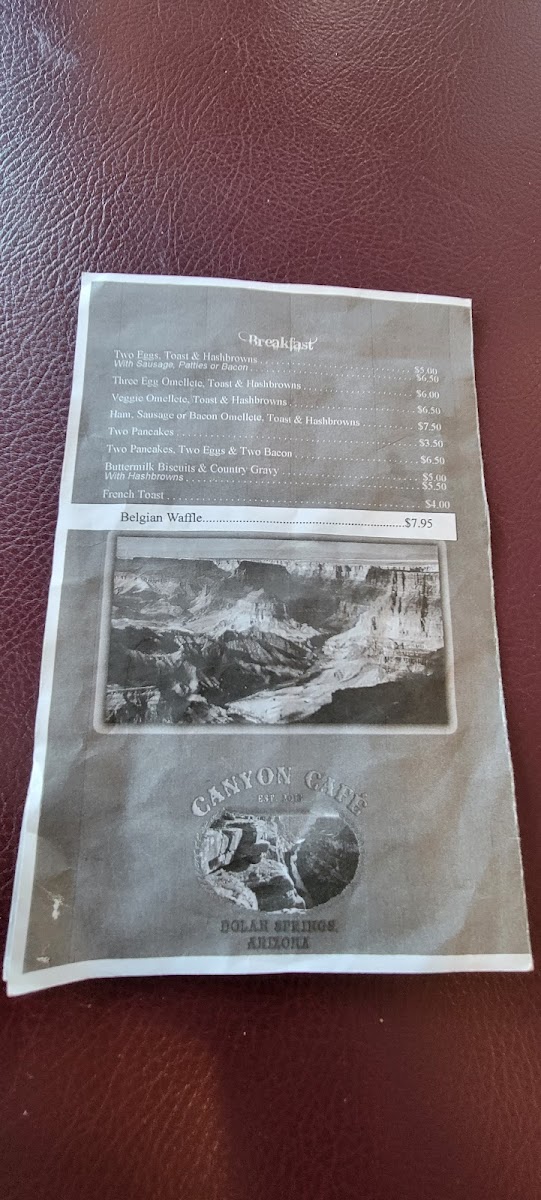 Breakfast
Two Eggs, Toast & Hashbrowns . . . . . . . . . . . . . . . . . . . . . . . . . . . . . . $5.00
With Sausage, Patties or Bacon . . . . . . . . . . . . . . . . . . . . . . . . . . . . . . $6.50
Three Egg Omellete, Toast & Hashbrowns . . . . . . . . . . . . . . . . . . . . $6.00
Veggie Omellete, Toast & Hashbrowns . . . . . . . . . . . . . . . . . . . . . . . $6.50
Ham, Sausage or Bacon Omellete, Toast & Hashbrowns . . . . . . . . . . $7.50
Two Pancakes . . . . . . . . . . . . . . . . . . . . . . . . . . . . . . . . . . . . . . . . . $3.50
Two Pancakes, Two Eggs & Two Bacon . . . . . . . . . . . . . . . . . . . . . . $6.50
Buttermilk Biscuits & Country Gravy . . . . . . . . . . . . . . . . . . . . . . . . $5.00
With Hashbrowns . . . . . . . . . . . . . . . . . . . . . . . . . . . . . . . . . . . . . . $5.50
French Toast . . . . . . . . . . . . . . . . . . . . . . . . . . . . . . . . . . . . . . . . . . $4.00
Belgian Waffle.............................................................$7.95
CANYON CAFÉ
EST.
DOLAN SPRINGS,
ARIZONA